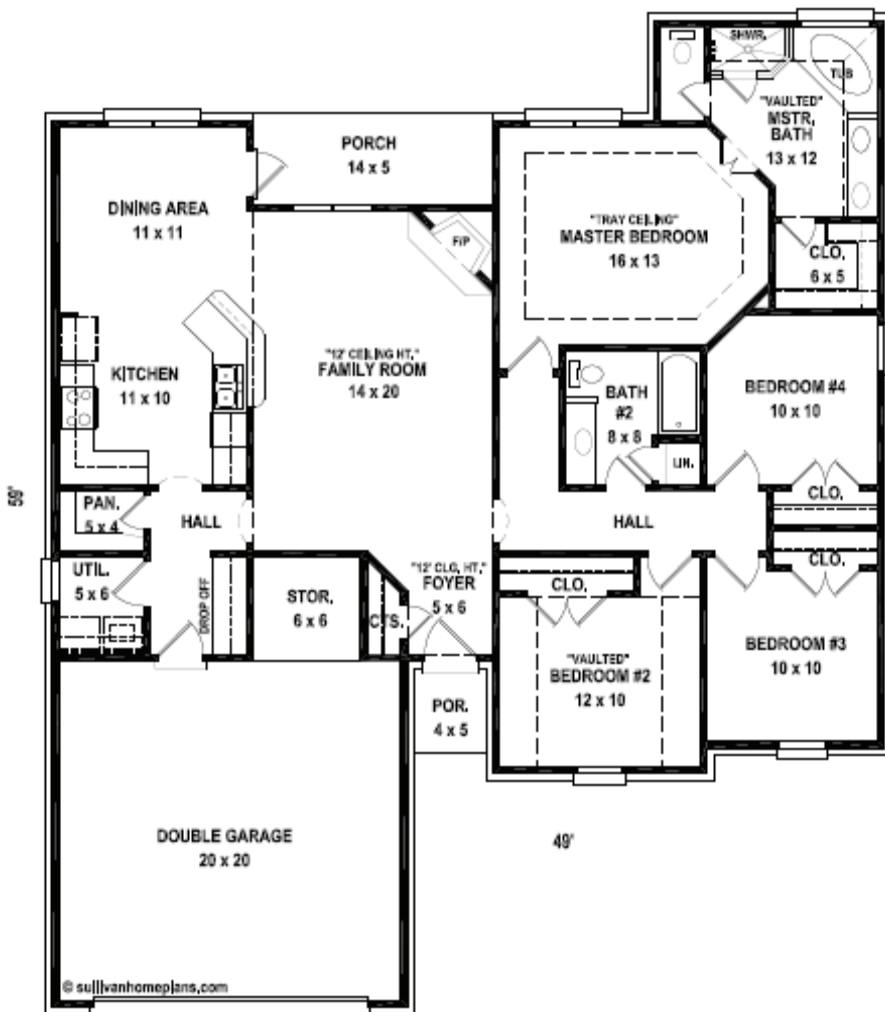 SHWR.
TUB
"VAULTED"
MSTR.
BATH
13 x 12
PORCH
14 x 5
DINING AREA
11 x 11
F/P
"TRAY CEILING"
MASTER BEDROOM
16 x 13
CLO.
6 x 5
"12' CEILING HT."
FAMILY ROOM
14 x 20
KITCHEN
11 x 10
BATH
#2
8 x 8
LIN.
BEDROOM #4
10 x 10
CLO.
59'
PAN.
5 x 4
HALL
HALL
UTIL.
5 x 6
DROP OFF
STOR.
6 x 6
CTS.
"12' CLG. HT."
FOYER
5 x 6
CLO.
CLO.
"VAULTED"
BEDROOM #2
12 x 10
BEDROOM #3
10 x 10
POR.
4 x 5
DOUBLE GARAGE
20 x 20
49'
© sullivanhomeplans.com